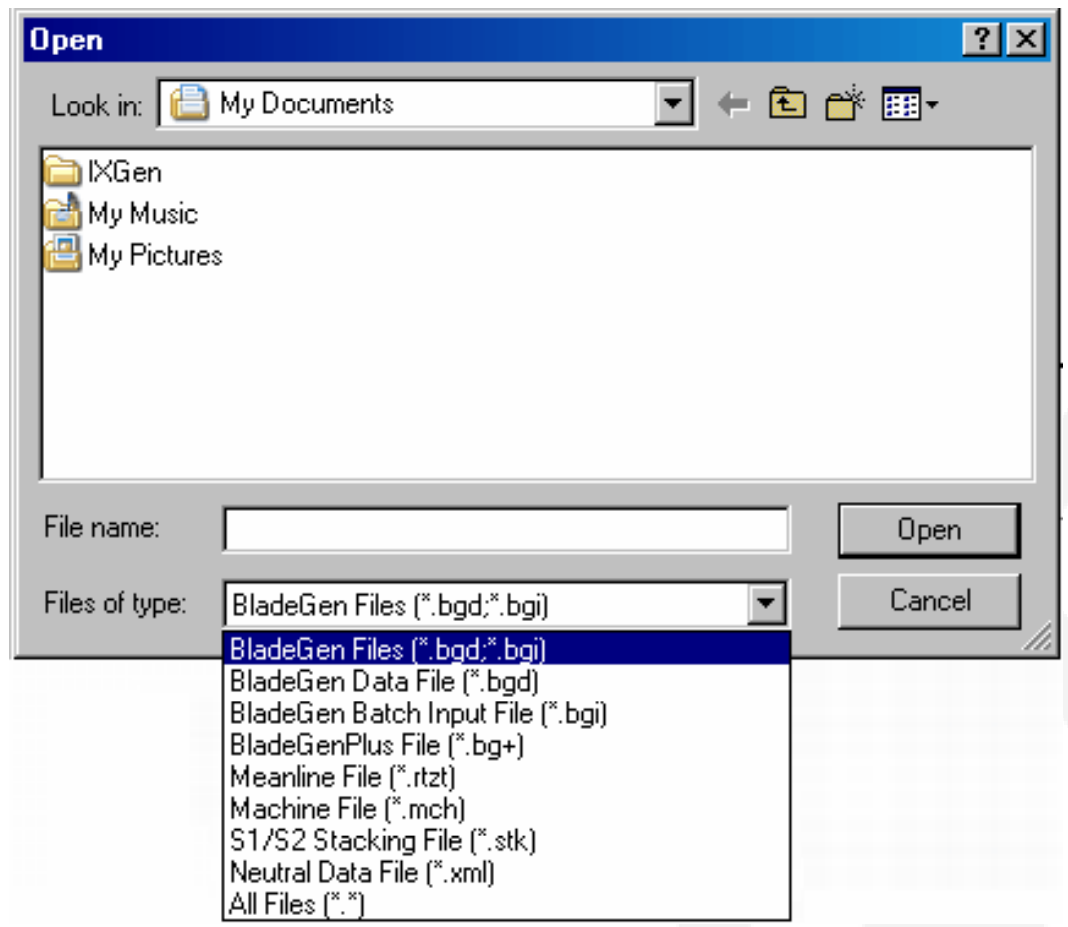 Open
Look in: My Documents
IXGen
My Music
My Pictures
File name: Open
Files of type: BladeGen Files (*.bgd;*.bgi) Cancel
BladeGen Files (*.bgd;*.bgi)
BladeGen Data File (*.bgd)
BladeGen Batch Input File (*.bgi)
BladeGenPlus File (*.bg+)
Meanline File (*.rtzt)
Machine File (*.mch)
S1/S2 Stacking File (*.stk)
Neutral Data File (*.xml)
All Files (*.*)